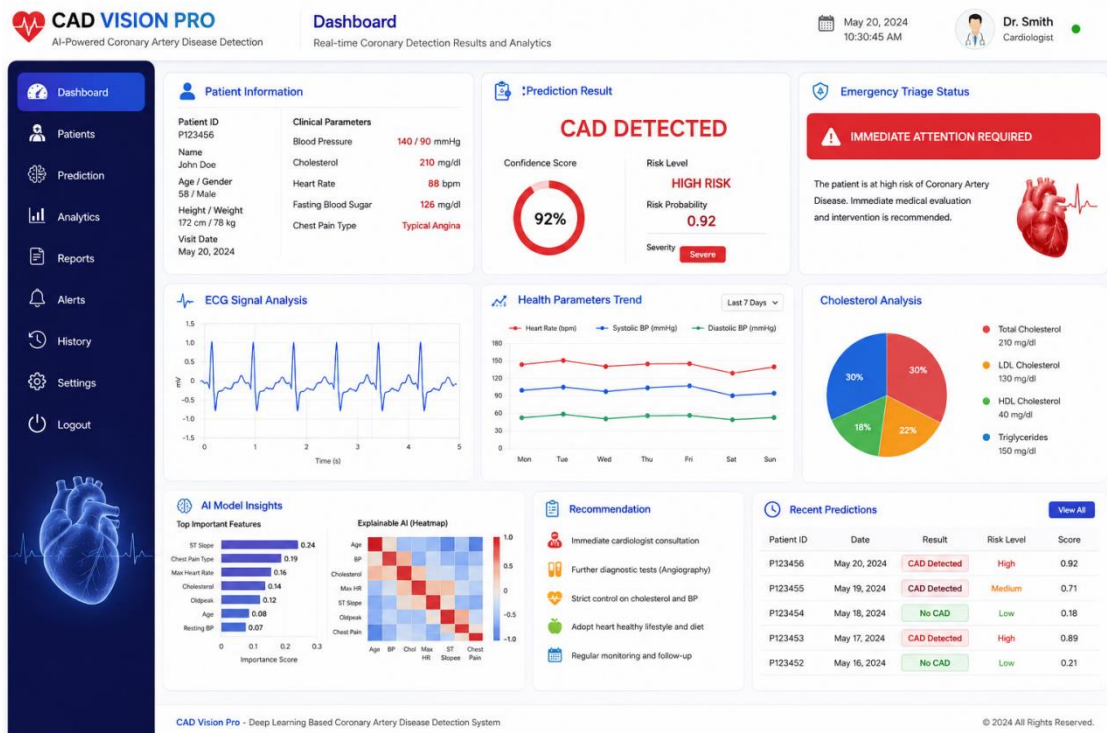 CAD VISION PRO
AI-Powered Coronary Artery Disease Detection
Dashboard
Real-time Coronary Detection Results and Analytics
May 20, 2024
10:30:45 AM
Dr. Smith
Cardiologist
Dashboard
Patients
Prediction
Analytics
Reports
Alerts
History
Settings
Logout
Patient Information
Patient ID
P123456
Name
John Doe
Age / Gender
58 / Male
Height / Weight
172 cm / 78 kg
Visit Date
May 20, 2024
Clinical Parameters
Blood Pressure 140 / 90 mmHg
Cholesterol 210 mg/dl
Heart Rate 88 bpm
Fasting Blood Sugar 126 mg/dl
Chest Pain Type Typical Angina
:Prediction Result
CAD DETECTED
Confidence Score
92%
Risk Level
HIGH RISK
Risk Probability
0.92
Severity Severe
Emergency Triage Status
IMMEDIATE ATTENTION REQUIRED
The patient is at high risk of Coronary Artery
Disease. Immediate medical evaluation
and intervention is recommended.
ECG Signal Analysis
1.5
1.0
0.5
0
-0.5
-1.0
-1.5
mV
0 1 2 3 4 5
Time (s)
Health Parameters Trend
Last 7 Days
Heart Rate (bpm) Systolic BP (mmHg) Diastolic BP (mmHg)
180
150
120
90
60
30
0
Mon Tue Wed Thu Fri Sat Sun
Cholesterol Analysis
30% 30%
18% 22%
Total Cholesterol
210 mg/dl
LDL Cholesterol
130 mg/dl
HDL Cholesterol
40 mg/dl
Triglycerides
150 mg/dl
AI Model Insights
Top Important Features
ST Slope 0.24
Chest Pain Type 0.19
Max Heart Rate 0.16
Cholesterol 0.14
Oldpeak 0.12
Age 0.08
Resting BP 0.07
0 0.1 0.2 0.3
Importance Score
Explainable AI (Heatmap)
Age
BP
Cholesterol
Max HR
ST Slope
Oldpeak
Chest Pain
Age BP Chol Max ST Chest
HR Slopee Pain
1.0
0.5
0
-0.5
-1.0
Recommendation
Immediate cardiologist consultation
Further diagnostic tests (Angiography)
Strict control on cholesterol and BP
Adopt heart healthy lifestyle and diet
Regular monitoring and follow-up
Recent Predictions
View All
Patient ID Date Result Risk Level Score
P123456 May 20, 2024 CAD Detected High 0.92
P123455 May 19, 2024 CAD Detected Medium 0.71
P123454 May 18, 2024 No CAD Low 0.18
P123453 May 17, 2024 CAD Detected High 0.89
P123452 May 16, 2024 No CAD Low 0.21
CAD Vision Pro - Deep Learning Based Coronary Artery Disease Detection System
© 2024 All Rights Reserved.